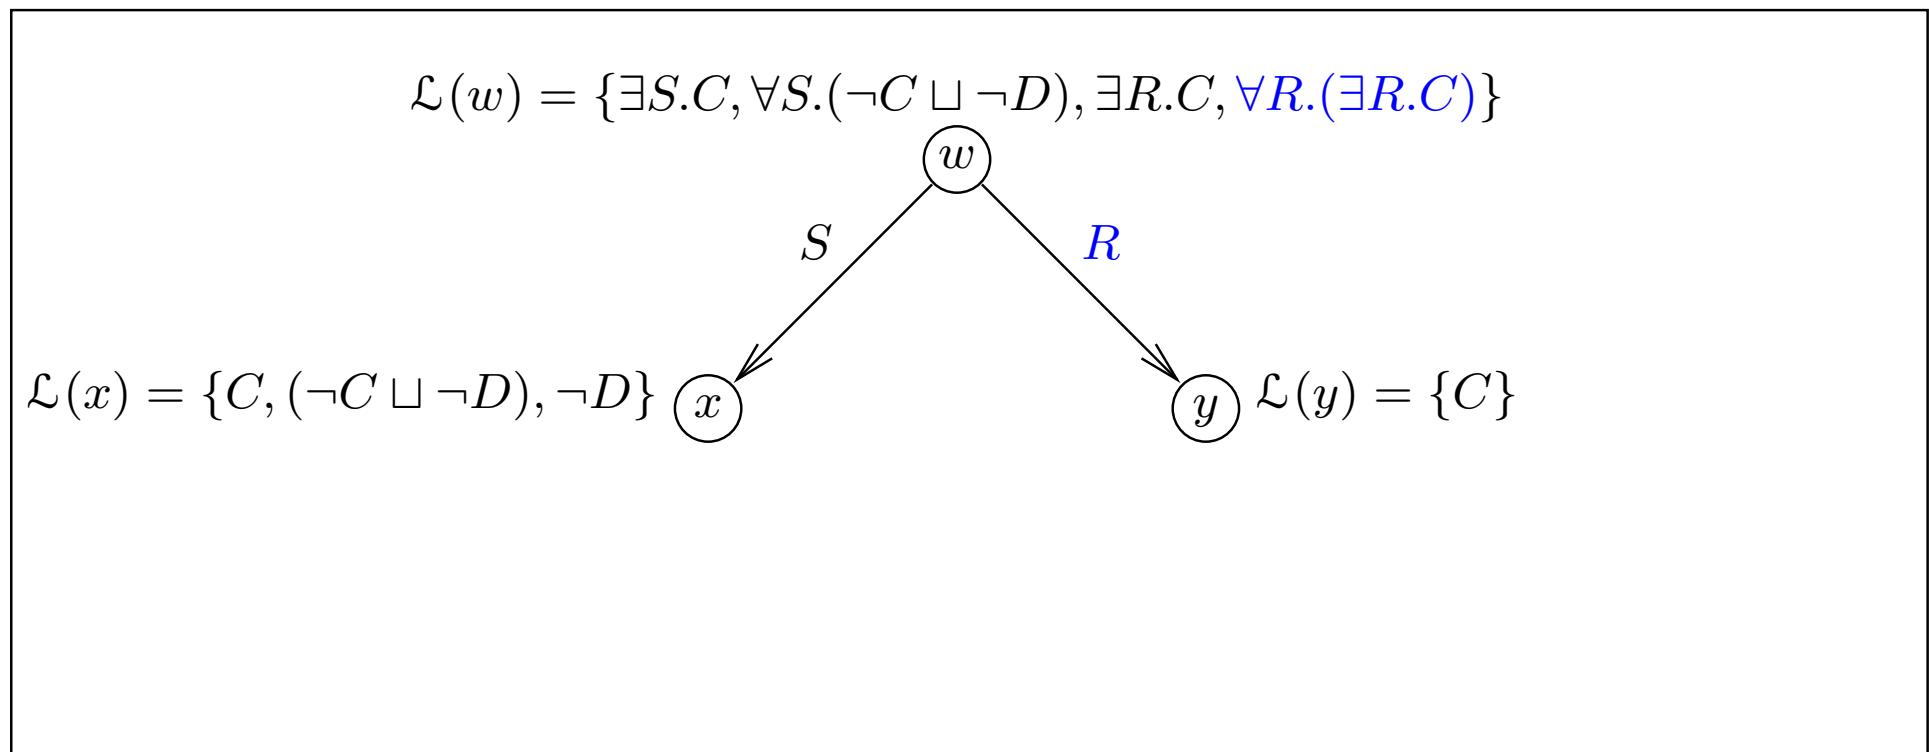 ℒ(w) = {∃S.C, ∀S.(¬C ⊔ ¬D), ∃R.C, ∀R.(∃R.C)}
w
S
R
ℒ(x) = {C, (¬C ⊔ ¬D), ¬D}
x
y
ℒ(y) = {C}